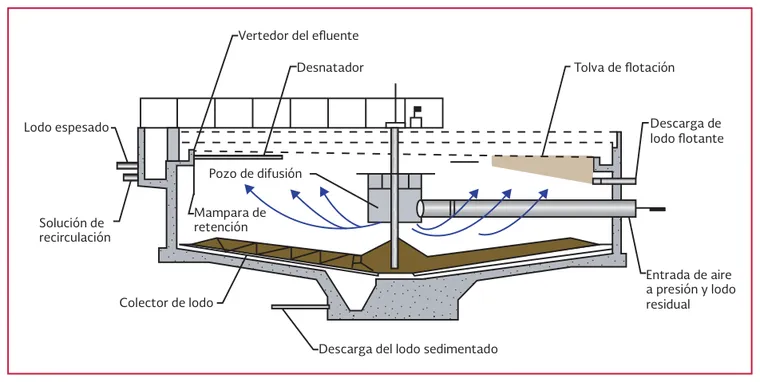 Vertedor del efluente
Desnatador
Tolva de flotación
Lodo espesado
Descarga de
lodo flotante
Pozo de difusión
Solución de
recirculación
Mampara de
retención
Entrada de aire
a presión y lodo
residual
Colector de lodo
Descarga del lodo sedimentado